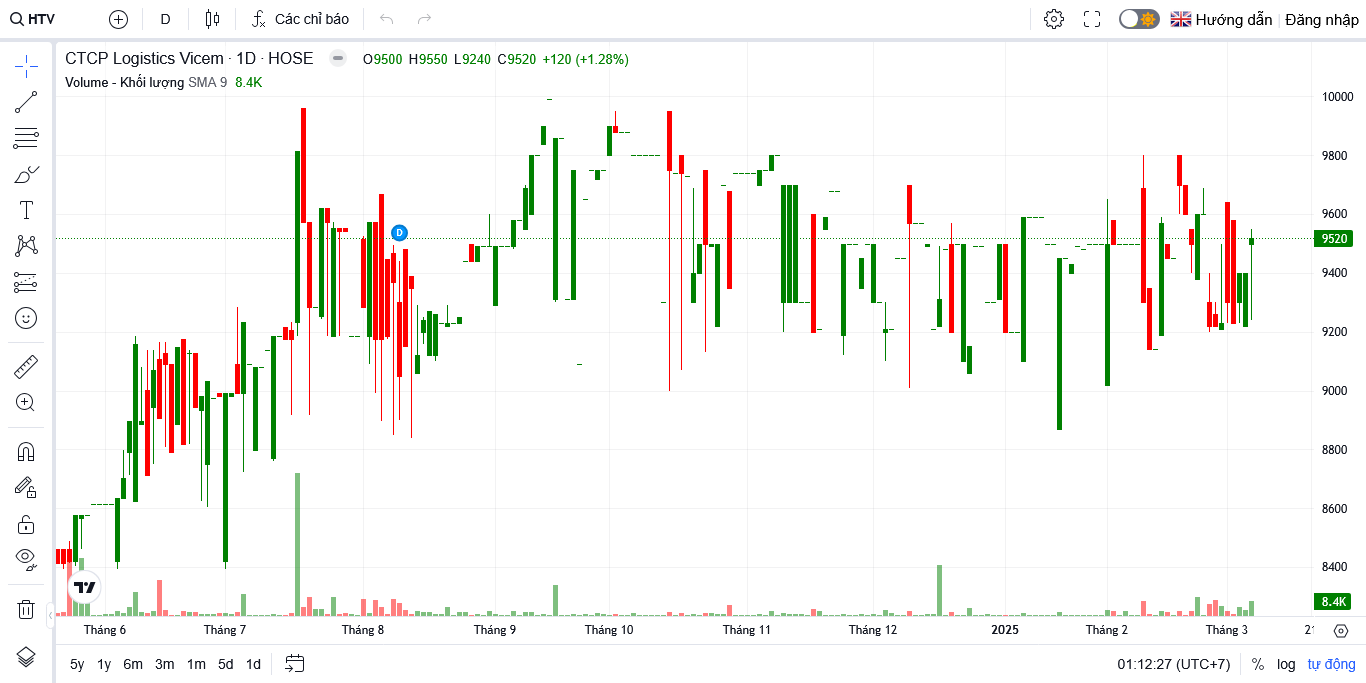 HTV D Các chỉ báo Hướng dẫn Đăng nhập
CTCP Logistics Vicem · 1D · HOSE O9500 H9550 L9240 C9520 +120 (+1.28%)
Volume - Khối lượng SMA 9 8.4K
10000
9800
9600
D
9520
9400
9200
9000
8800
8600
8400
8.4K
Tháng 6 Tháng 7 Tháng 8 Tháng 9 Tháng 10 Tháng 11 Tháng 12 2025 Tháng 2 Tháng 3
5y 1y 6m 3m 1m 5d 1d 01:12:27 (UTC+7) % log tự động